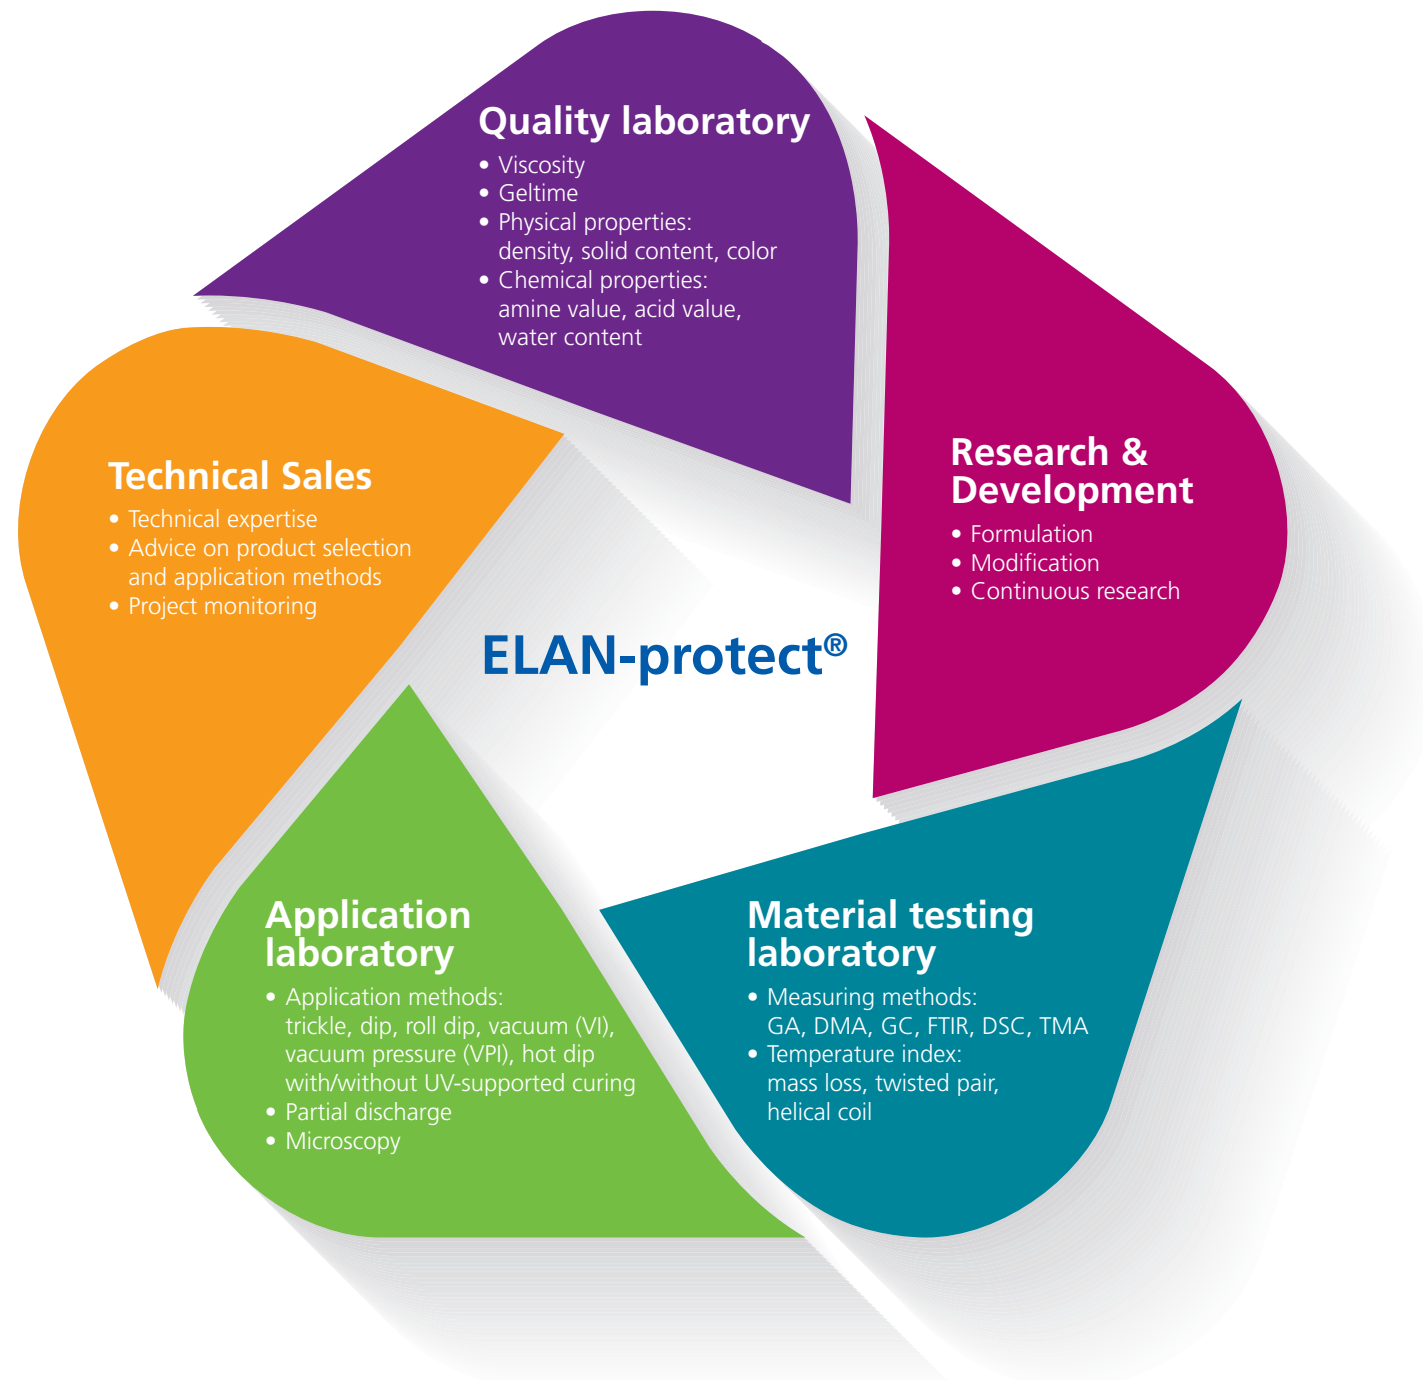 Quality laboratory
• Viscosity
• Geltime
• Physical properties:
density, solid content, color
• Chemical properties:
amine value, acid value,
water content
Research &
Development
• Formulation
• Modification
• Continuous research
Technical Sales
• Technical expertise
• Advice on product selection
and application methods
• Project monitoring
ELAN-protect®
Application
laboratory
• Application methods:
trickle, dip, roll dip, vacuum (VI),
vacuum pressure (VPI), hot dip
with/without UV-supported curing
• Partial discharge
• Microscopy
Material testing
laboratory
• Measuring methods:
GA, DMA, GC, FTIR, DSC, TMA
• Temperature index:
mass loss, twisted pair,
helical coil